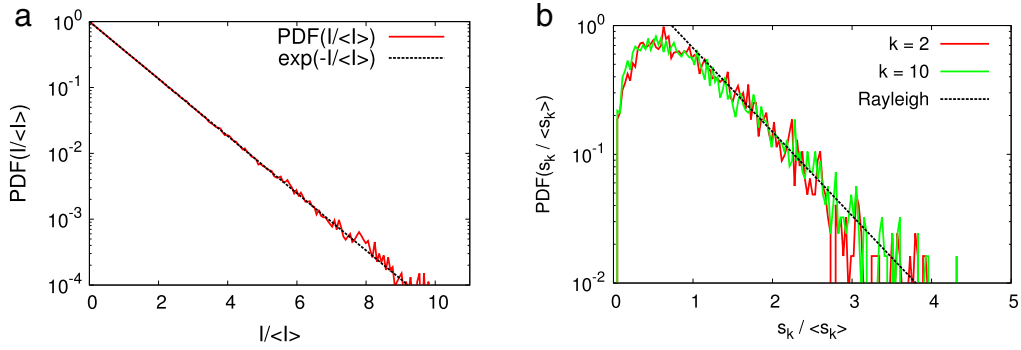 a
PDF(I/<I>)
10^0
10^-1
10^-2
10^-3
10^-4
PDF(I/<I>)
exp(-I/<I>)
0 2 4 6 8 10
I/<I>
b
PDF(s_k / <s_k>)
10^0
10^-1
10^-2
k = 2
k = 10
Rayleigh
0 1 2 3 4 5
s_k / <s_k>